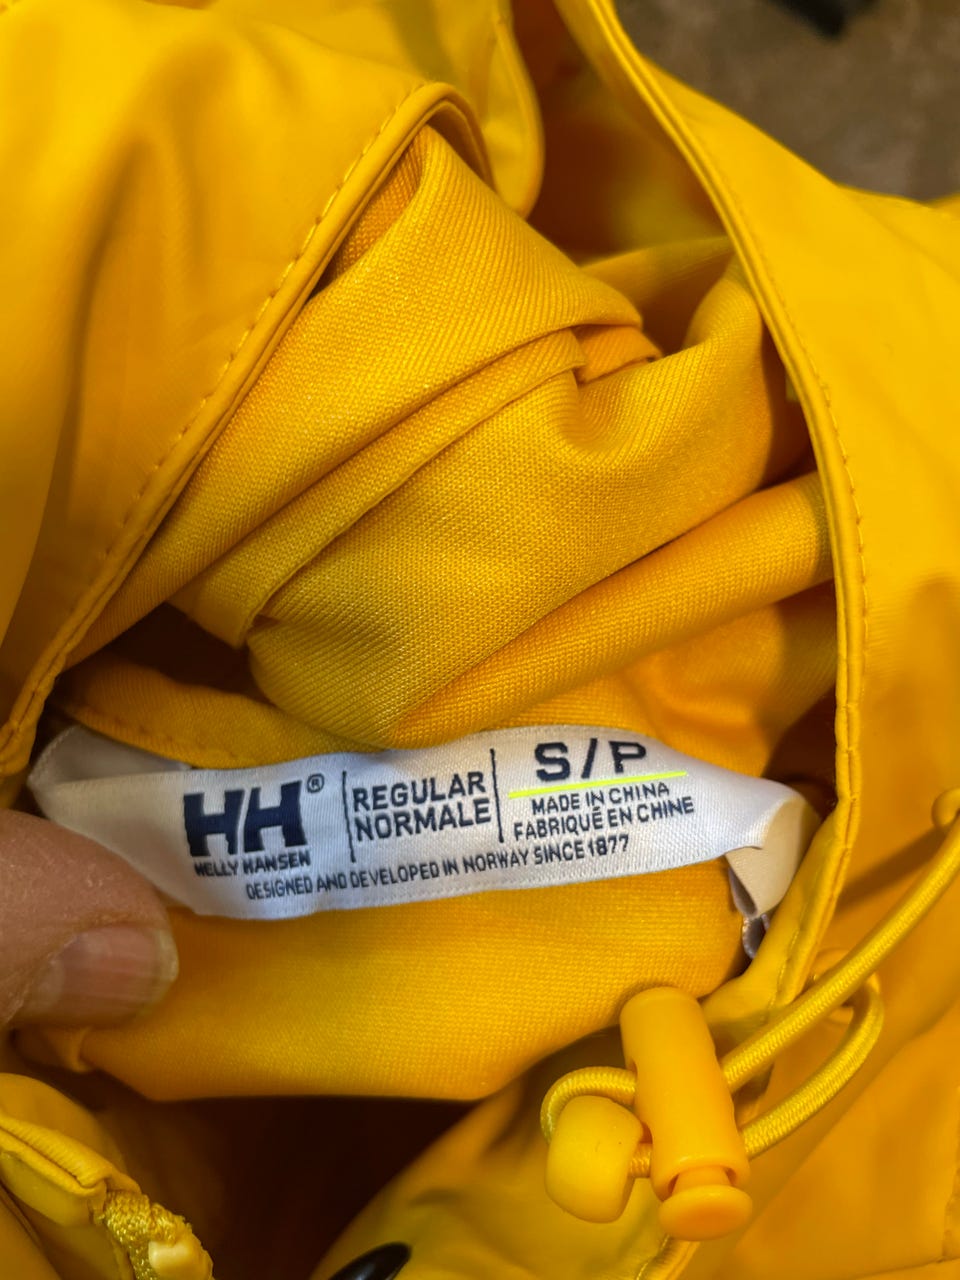 HH®
HELLY HANSEN
REGULAR
NORMALE
S/P
MADE IN CHINA
FABRIQUÉ EN CHINE
DESIGNED AND DEVELOPED IN NORWAY SINCE 1877